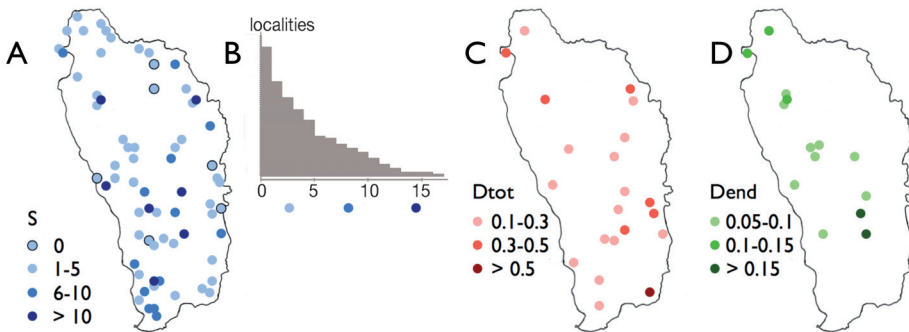 A
B
C
D
localities
0 5 10 15
S
0
1-5
6-10
> 10
Dtot
0.1-0.3
0.3-0.5
> 0.5
Dend
0.05-0.1
0.1-0.15
> 0.15